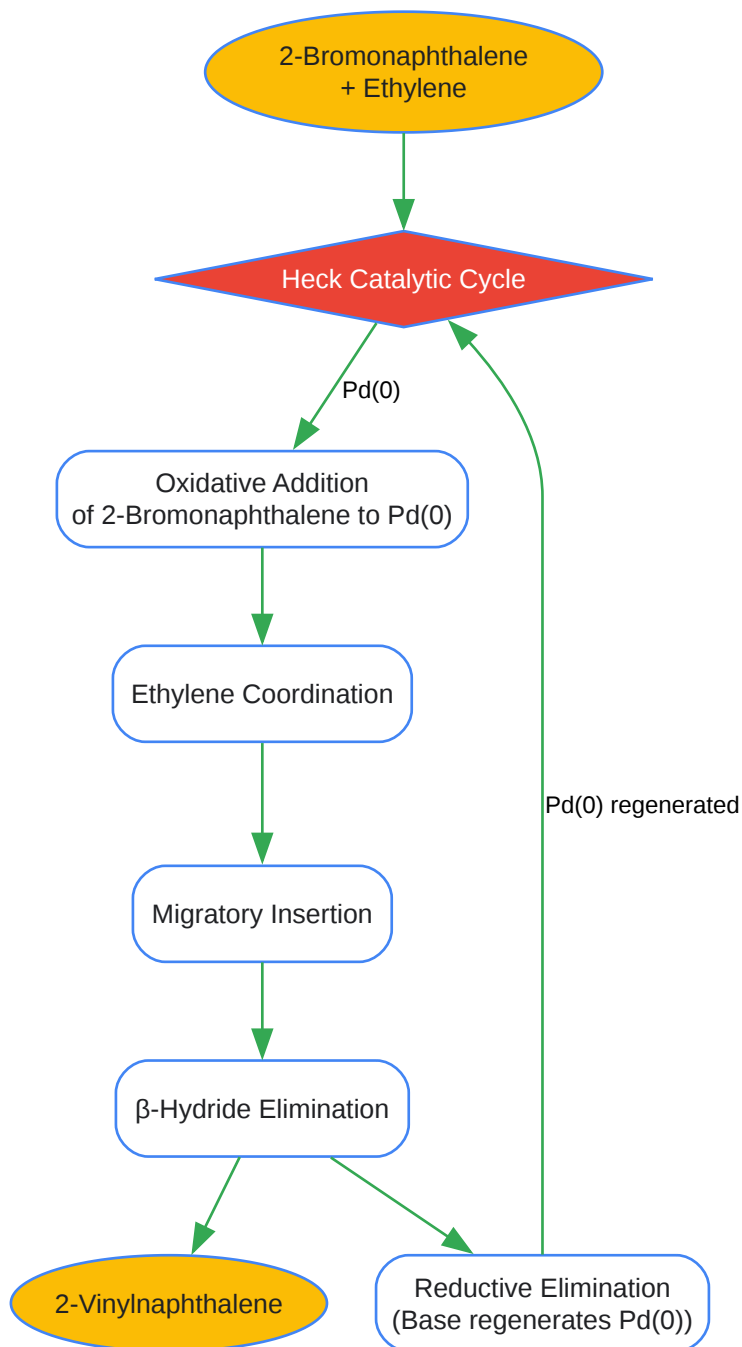 2-Bromonaphthalene
+ Ethylene
Heck Catalytic Cycle
Pd(0)
Oxidative Addition
of 2-Bromonaphthalene to Pd(0)
Ethylene Coordination
Pd(0) regenerated
Migratory Insertion
β-Hydride Elimination
2-Vinylnaphthalene
Reductive Elimination
(Base regenerates Pd(0))